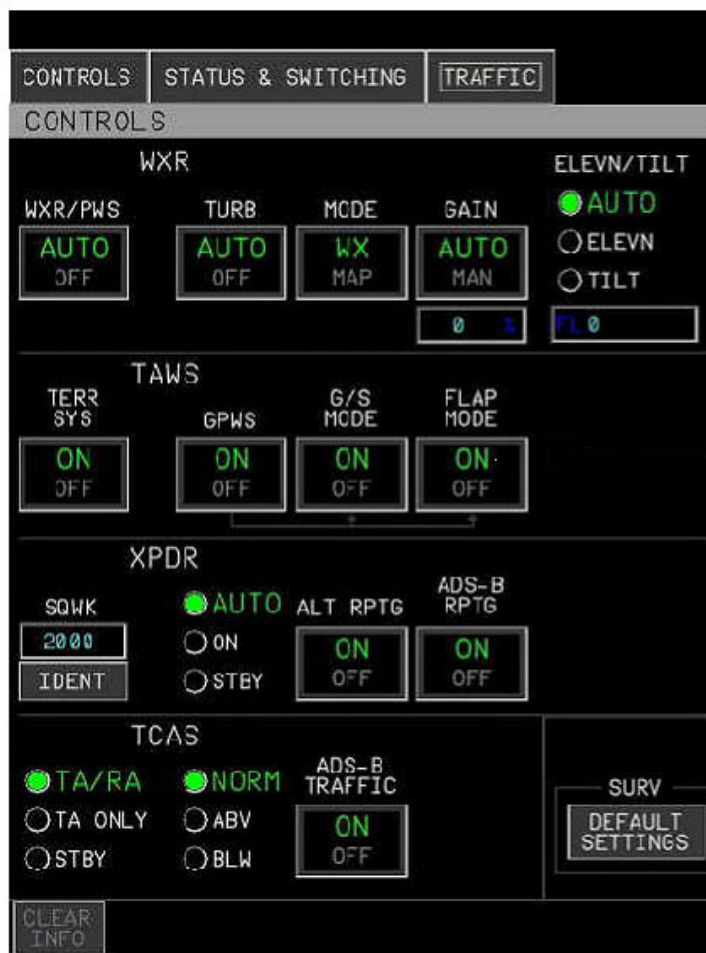 CONTROLS STATUS & SWITCHING TRAFFIC
CONTROLS
WXR
ELEVN/TILT
WXR/PWS TURB MODE GAIN
AUTO AUTO WX AUTO
OFF OFF MAP MAN
AUTO
ELEVN
TILT
0 %
FL 0
TAWS
TERR SYS
GPWS
G/S MODE
FLAP MODE
ON ON ON ON
OFF OFF OFF OFF
XPDR
SQWK
2000
IDENT
AUTO
ON
STBY
ALT RPTG
ON
OFF
ADS-B
RPTG
ON
OFF
TCAS
TA/RA
TA ONLY
STBY
NORM
ABV
BLW
ADS-B
TRAFFIC
ON
OFF
SURV
DEFAULT
SETTINGS
CLEAR
INFO